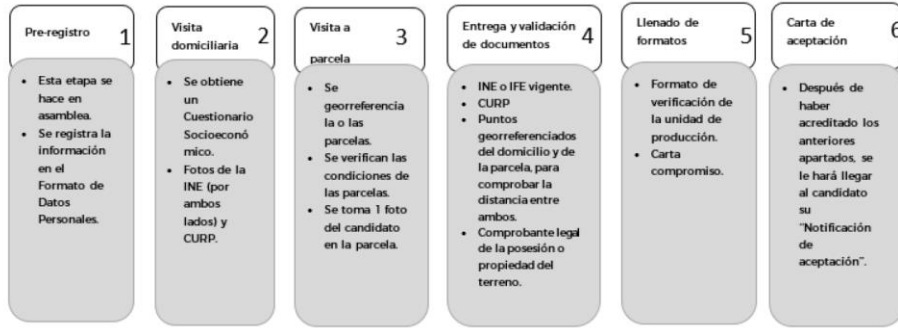 Pre-registro 1
• Esta etapa se
hace en
asamblea.
• Se registra la
información
en el
Formato de
Datos
Personales.
Visita
domiciliaria 2
• Se obtiene
un
Cuestionario
Socioeconó
mico.
• Fotos de la
INE (por
ambos
lados) y
CURP.
Visita a
parcela 3
• Se
georreferencia
la o las
parcelas.
• Se verifican las
condiciones de
las parcelas.
• Se toma 1 foto
del candidato
en la parcela.
Entrega y validación
de documentos 4
• INE o IFE vigente.
• CURP
• Puntos
georreferenciados
del domicilio y de
la parcela, para
comprobar la
distancia entre
ambos.
• Comprobante legal
de la posesión o
propiedad del
terreno.
Llenado de
formatos 5
• Formato de
verificación de
la unidad de
producción.
• Carta
compromiso.
Carta de
aceptación 6
• Después de
haber
acreditado los
anteriores
apartados, se
le hará llegar
al candidato
su
"Notificación
de
aceptación".